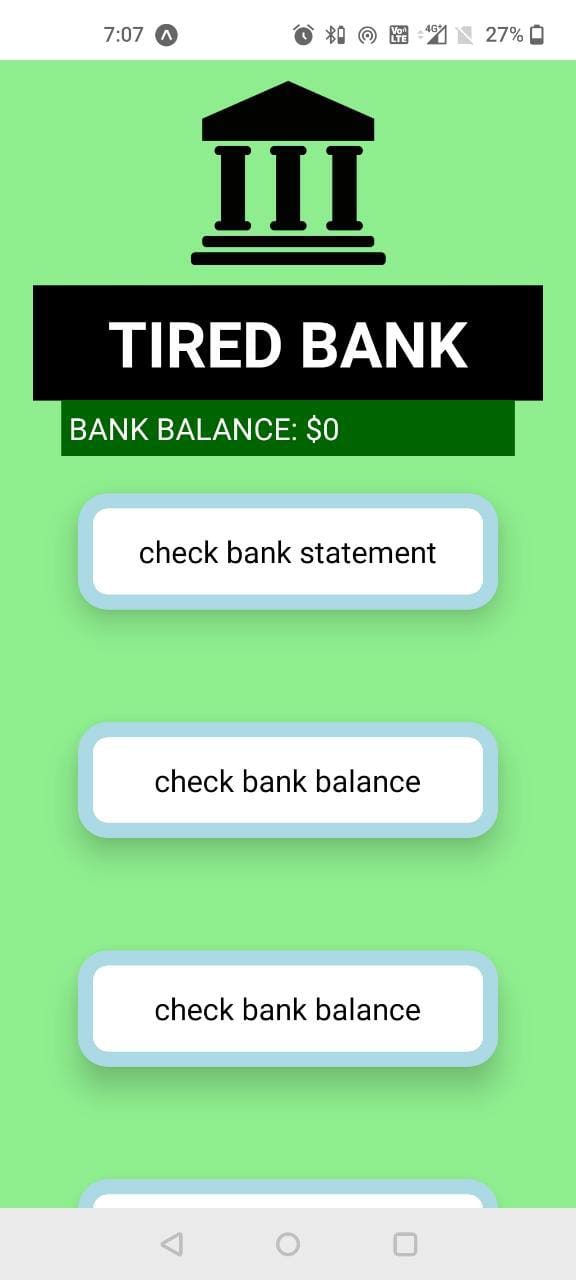 7:07 Vo LTE 4G+ 27%
TIRED BANK
BANK BALANCE: $0
check bank statement
check bank balance
check bank balance